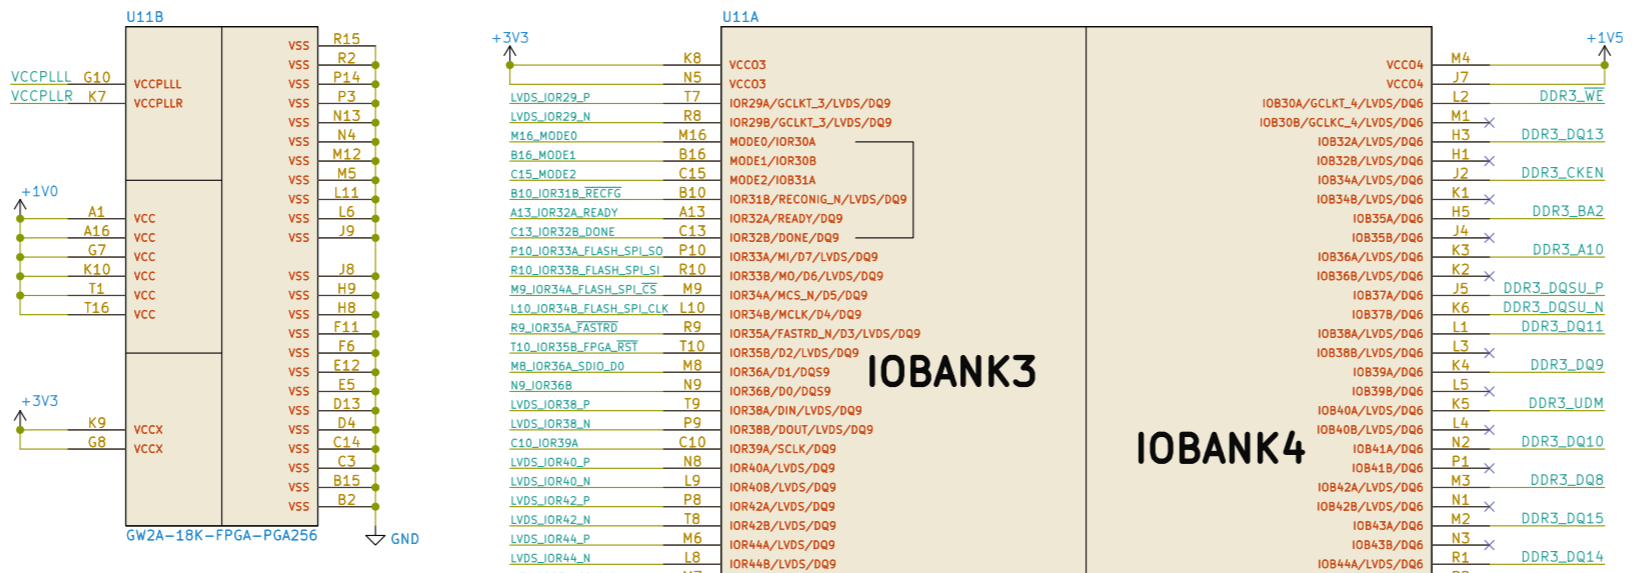 U11B
VCCPLLL G10 VCCPLLL
VCCPLLR K7 VCCPLLR
+1V0
A1 VCC
A16 VCC
G7 VCC
K10 VCC
T1 VCC
T16 VCC
+3V3
K9 VCCX
G8 VCCX
VSS R15
VSS R2
VSS P14
VSS P3
VSS N13
VSS N4
VSS M12
VSS M5
VSS L11
VSS L6
VSS J9
VSS J8
VSS H9
VSS H8
VSS F11
VSS F6
VSS E12
VSS E5
VSS D13
VSS D4
VSS C14
VSS C3
VSS B15
VSS B2
GW2A-18K-FPGA-PGA256
GND
U11A
+3V3
K8 VCCO3
N5 VCCO3
LVDS_IOR29_P T7 IOR29A/GCLKT_3/LVDS/DQ9
LVDS_IOR29_N R8 IOR29B/GCLKT_3/LVDS/DQ9
M16_MODE0 M16 MODE0/IOR30A
B16_MODE1 B16 MODE1/IOR30B
C15_MODE2 C15 MODE2/IOB31A
B10_IOR31B_RECFG B10 IOR31B/RECONIG_N/LVDS/DQ9
A13_IOR32A_READY A13 IOR32A/READY/DQ9
C13_IOR32B_DONE C13 IOR32B/DONE/DQ9
P10_IOR33A_FLASH_SPI_SO P10 IOR33A/MI/D7/LVDS/DQ9
R10_IOR33B_FLASH_SPI_SI R10 IOR33B/MO/D6/LVDS/DQ9
M9_IOR34A_FLASH_SPI_CS M9 IOR34A/MCS_N/D5/DQ9
L10_IOR34B_FLASH_SPI_CLK L10 IOR34B/MCLK/D4/DQ9
R9_IOR35A_FASTRD R9 IOR35A/FASTRD_N/D3/LVDS/DQ9
T10_IOR35B_FPGA_RST T10 IOR35B/D2/LVDS/DQ9
M8_IOR36A_SDIO_D0 M8 IOR36A/D1/DQS9
N9_IOR36B N9 IOR36B/D0/DQS9
LVDS_IOR38_P T9 IOR38A/DIN/LVDS/DQ9
LVDS_IOR38_N P9 IOR38B/DOUT/LVDS/DQ9
C10_IOR39A C10 IOR39A/SCLK/DQ9
LVDS_IOR40_P N8 IOR40A/LVDS/DQ9
LVDS_IOR40_N L9 IOR40B/LVDS/DQ9
LVDS_IOR42_P P8 IOR42A/LVDS/DQ9
LVDS_IOR42_N T8 IOR42B/LVDS/DQ9
LVDS_IOR44_P M6 IOR44A/LVDS/DQ9
LVDS_IOR44_N L8 IOR44B/LVDS/DQ9
IOBANK3
IOBANK4
+1V5
VCCO4 M4
VCCO4 J7
IOB30A/GCLKT_4/LVDS/DQ6 L2 DDR3_WE
IOB30B/GCLKC_4/LVDS/DQ6 M1
IOB32A/LVDS/DQ6 H3 DDR3_DQ13
IOB32B/LVDS/DQ6 H1
IOB34A/LVDS/DQ6 J2 DDR3_CKEN
IOB34B/LVDS/DQ6 K1
IOB35A/DQ6 H5 DDR3_BA2
IOB35B/DQ6 J4
IOB36A/LVDS/DQ6 K3 DDR3_A10
IOB36B/LVDS/DQ6 K2
IOB37A/DQ6 J5 DDR3_DQSU_P
IOB37B/DQ6 K6 DDR3_DQSU_N
IOB38A/LVDS/DQ6 L1 DDR3_DQ11
IOB38B/LVDS/DQ6 L3
IOB39A/DQ6 K4 DDR3_DQ9
IOB39B/DQ6 L5
IOB40A/LVDS/DQ6 K5 DDR3_UDM
IOB40B/LVDS/DQ6 L4
IOB41A/DQ6 N2 DDR3_DQ10
IOB41B/DQ6 P1
IOB42A/LVDS/DQ6 M3 DDR3_DQ8
IOB42B/LVDS/DQ6 N1
IOB43A/DQ6 M2 DDR3_DQ15
IOB43B/DQ6 N3
IOB44A/LVDS/DQ6 R1 DDR3_DQ14